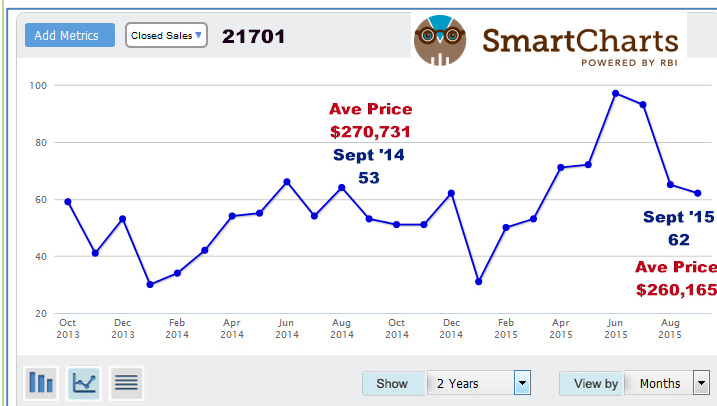 Add Metrics
Closed Sales
21701
SmartCharts
POWERED BY RBI
100
80
60
40
20
Ave Price
$270,731
Sept '14
53
Sept '15
62
Ave Price
$260,165
Oct Dec Feb Apr Jun Aug Oct Dec Feb Apr Jun Aug
2013 2013 2014 2014 2014 2014 2014 2014 2015 2015 2015 2015
Show 2 Years View by Months